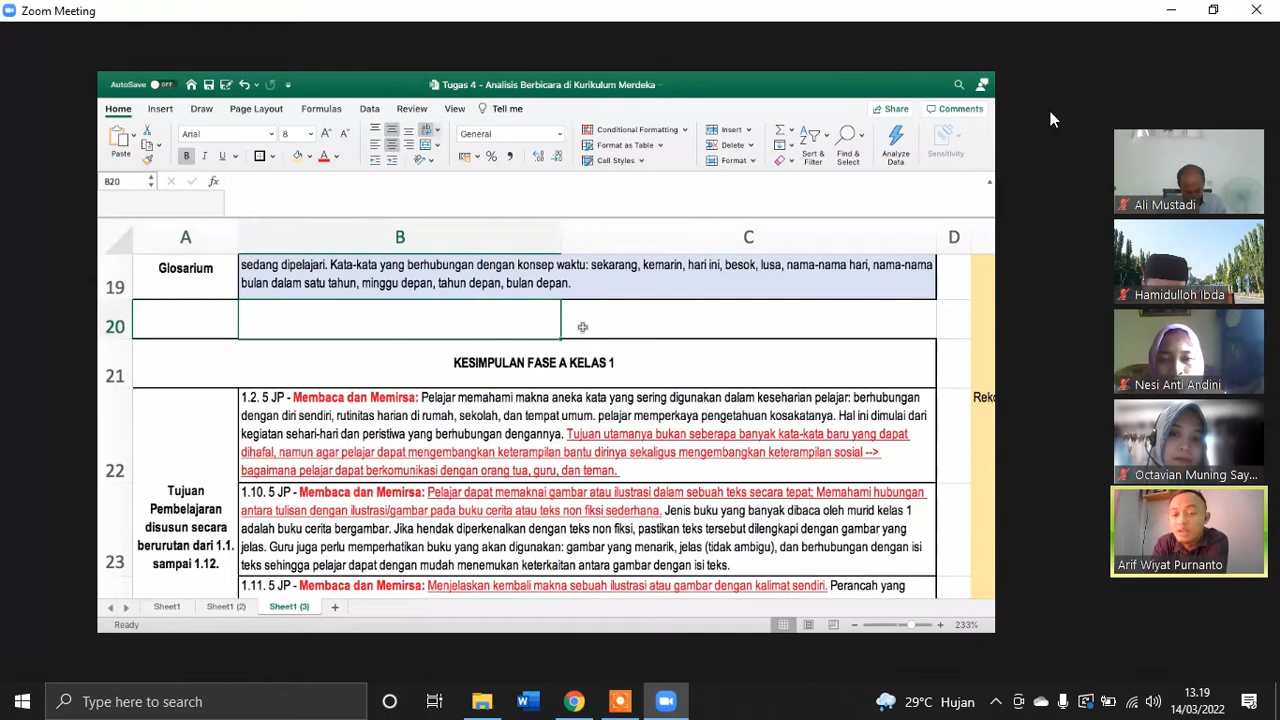 Zoom Meeting
AutoSave OFF
Tugas 4 - Analisis Berbicara di Kurikulum Merdeka
Home Insert Draw Page Layout Formulas Data Review View Tell me
Share Comments
Paste
Arial 8
General
Conditional Formatting
Format as Table
Cell Styles
Insert
Delete
Format
Sort & Filter
Find & Select
Analyze Data
Sensitivity
B20 fx
A B C D
19
Glosarium
sedang dipelajari. Kata-kata yang berhubungan dengan konsep waktu: sekarang, kemarin, hari ini, besok, lusa, nama-nama hari, nama-nama
bulan dalam satu tahun, minggu depan, tahun depan, bulan depan.
20
21
KESIMPULAN FASE A KELAS 1
22
1.2. 5 JP - Membaca dan Memirsa: Pelajar memahami makna aneka kata yang sering digunakan dalam keseharian pelajar: berhubungan
dengan diri sendiri, rutinitas harian di rumah, sekolah, dan tempat umum. pelajar memperkaya pengetahuan kosakatanya. Hal ini dimulai dari
kegiatan sehari-hari dan peristiwa yang berhubungan dengannya. Tujuan utamanya bukan seberapa banyak kata-kata baru yang dapat
dihafal, namun agar pelajar dapat mengembangkan keterampilan bantu dirinya sekaligus mengembangkan keterampilan sosial -->
bagaimana pelajar dapat berkomunikasi dengan orang tua, guru, dan teman.
Tujuan
Pembelajaran
disusun secara
berurutan dari 1.1.
sampai 1.12.
23
1.10. 5 JP - Membaca dan Memirsa: Pelajar dapat memaknai gambar atau ilustrasi dalam sebuah teks secara tepat; Memahami hubungan
antara tulisan dengan ilustrasi/gambar pada buku cerita atau teks non fiksi sederhana. Jenis buku yang banyak dibaca oleh murid kelas 1
adalah buku cerita bergambar. Jika hendak diperkenalkan dengan teks non fiksi, pastikan teks tersebut dilengkapi dengan gambar yang
jelas. Guru juga perlu memperhatikan buku yang akan digunakan: gambar yang menarik, jelas (tidak ambigu), dan berhubungan dengan isi
teks sehingga pelajar dapat dengan mudah menemukan keterkaitan antara gambar dengan isi teks.
1.11. 5 JP - Membaca dan Memirsa: Menjelaskan kembali makna sebuah ilustrasi atau gambar dengan kalimat sendiri. Perancah yang
Reko
Sheet1 Sheet1 (2) Sheet1 (3)
Ready
233%
Ali Mustadi
Hamidulloh Ibda
Nesi Anti Andini
Octavian Muning Say...
Arif Wiyat Purnanto
Type here to search
29°C Hujan
13.19
14/03/2022